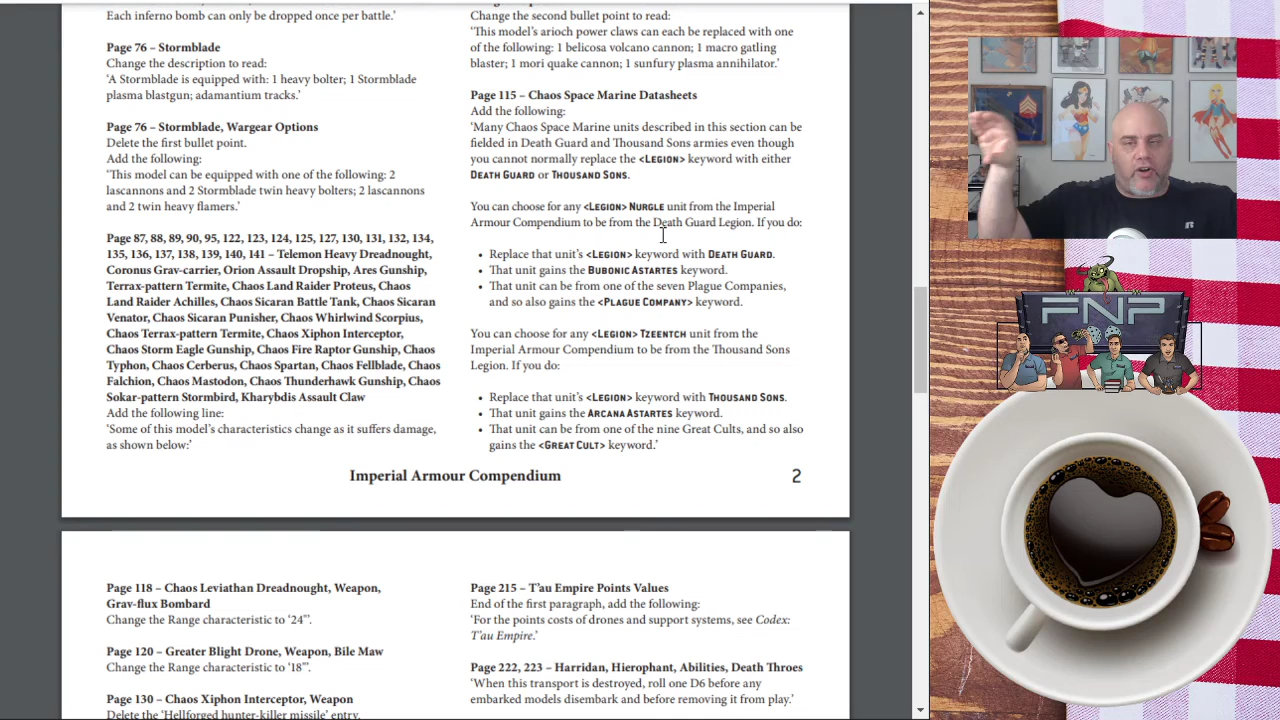 Each inferno bomb can only be dropped once per battle.’
Page 76 – Stormblade
Change the description to read:
‘A Stormblade is equipped with: 1 heavy bolter; 1 Stormblade
plasma blastgun; adamantium tracks.’
Page 76 – Stormblade, Wargear Options
Delete the first bullet point.
Add the following:
‘This model can be equipped with one of the following: 2
lascannons and 2 Stormblade twin heavy bolters; 2 lascannons
and 2 twin heavy flamers.’
Page 87, 88, 89, 90, 95, 122, 123, 124, 125, 127, 130, 131, 132, 134,
135, 136, 137, 138, 139, 140, 141 – Telemon Heavy Dreadnought,
Coronus Grav-carrier, Orion Assault Dropship, Ares Gunship,
Terrax-pattern Termite, Chaos Land Raider Proteus, Chaos
Land Raider Achilles, Chaos Sicaran Battle Tank, Chaos Sicaran
Venator, Chaos Sicaran Punisher, Chaos Whirlwind Scorpius,
Chaos Terrax-pattern Termite, Chaos Xiphon Interceptor,
Chaos Storm Eagle Gunship, Chaos Fire Raptor Gunship, Chaos
Typhon, Chaos Cerberus, Chaos Spartan, Chaos Fellblade, Chaos
Falchion, Chaos Mastodon, Chaos Thunderhawk Gunship, Chaos
Sokar-pattern Stormbird, Kharybdis Assault Claw
Add the following line:
‘Some of this model’s characteristics change as it suffers damage,
as shown below:’
Change the second bullet point to read:
‘This model’s arioch power claws can each be replaced with one
of the following: 1 belicosa volcano cannon; 1 macro gatling
blaster; 1 mori quake cannon; 1 sunfury plasma annihilator.’
Page 115 – Chaos Space Marine Datasheets
Add the following:
‘Many Chaos Space Marine units described in this section can be
fielded in Death Guard and Thousand Sons armies even though
you cannot normally replace the <LEGION> keyword with either
DEATH GUARD or THOUSAND SONS.
You can choose for any <LEGION> NURGLE unit from the Imperial
Armour Compendium to be from the Death Guard Legion. If you do:
• Replace that unit’s <LEGION> keyword with DEATH GUARD.
• That unit gains the BUBONIC ASTARTES keyword.
• That unit can be from one of the seven Plague Companies,
and so also gains the <PLAGUE COMPANY> keyword.
You can choose for any <LEGION> TZEENTCH unit from the
Imperial Armour Compendium to be from the Thousand Sons
Legion. If you do:
• Replace that unit’s <LEGION> keyword with THOUSAND SONS.
• That unit gains the ARCANA ASTARTES keyword.
• That unit can be from one of the nine Great Cults, and so also
gains the <GREAT CULT> keyword.’
Imperial Armour Compendium 2
Page 118 – Chaos Leviathan Dreadnought, Weapon,
Grav-flux Bombard
Change the Range characteristic to ‘24"’.
Page 120 – Greater Blight Drone, Weapon, Bile Maw
Change the Range characteristic to ‘18"’.
Page 130 – Chaos Xiphon Interceptor, Weapon
Delete the ‘Hellforged hunter-killer missile’ entry.
Page 215 – T’au Empire Points Values
End of the first paragraph, add the following:
‘For the points costs of drones and support systems, see Codex:
T’au Empire.’
Page 222, 223 – Harridan, Hierophant, Abilities, Death Throes
‘When this transport is destroyed, roll one D6 before any
embarked models disembark and before removing it from play.’
FNP